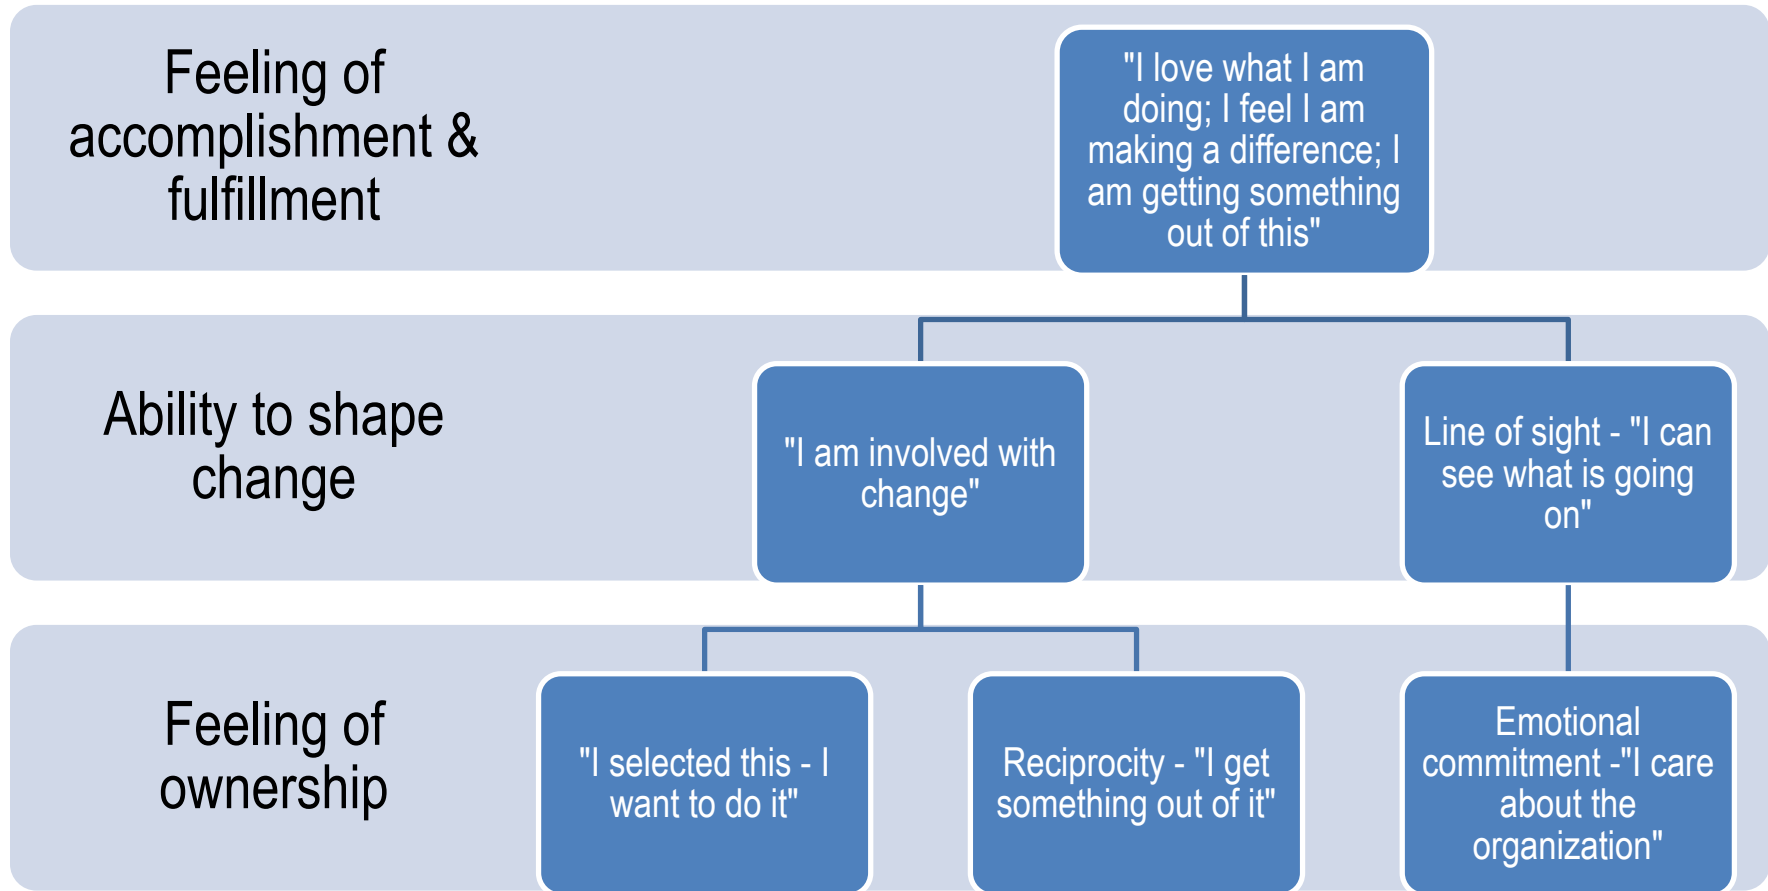 Feeling of
accomplishment &
fulfillment
"I love what I am
doing; I feel I am
making a difference; I
am getting something
out of this"
Ability to shape
change
"I am involved with
change"
Line of sight - "I can
see what is going
on"
Feeling of
ownership
"I selected this - I
want to do it"
Reciprocity - "I get
something out of it"
Emotional
commitment -"I care
about the
organization"